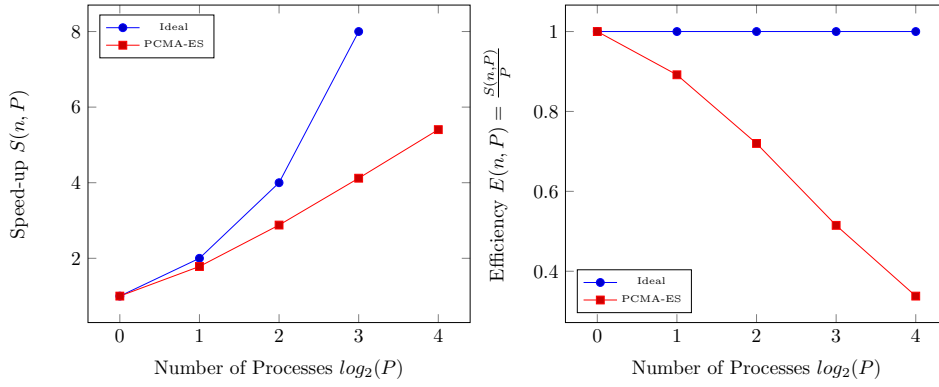 8
6
4
2
0
1
2
3
4
Speed-up S(n, P)
Number of Processes log₂(P)
Ideal
PCMA-ES
1
0.8
0.6
0.4
0
1
2
3
4
Efficiency E(n, P) = S(n,P)/P
Number of Processes log₂(P)
Ideal
PCMA-ES